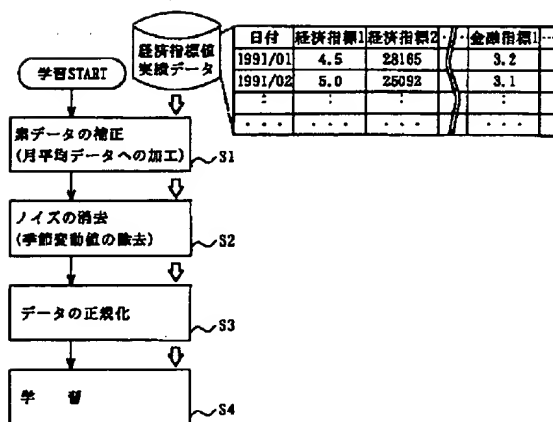 学習START
経済指標値
実績データ
日付 経済指標1 経済指標2 ・・ 金融指標1 ---
1991/01 4.5 28165 3.2
1991/02 5.0 25092 3.1
: : : :
・・・ ・・・ ・・・ ・・・
素データの補正
(月平均データへの加工)
S1
ノイズの消去
(季節変動値の除去)
S2
データの正規化
S3
学 習
S4